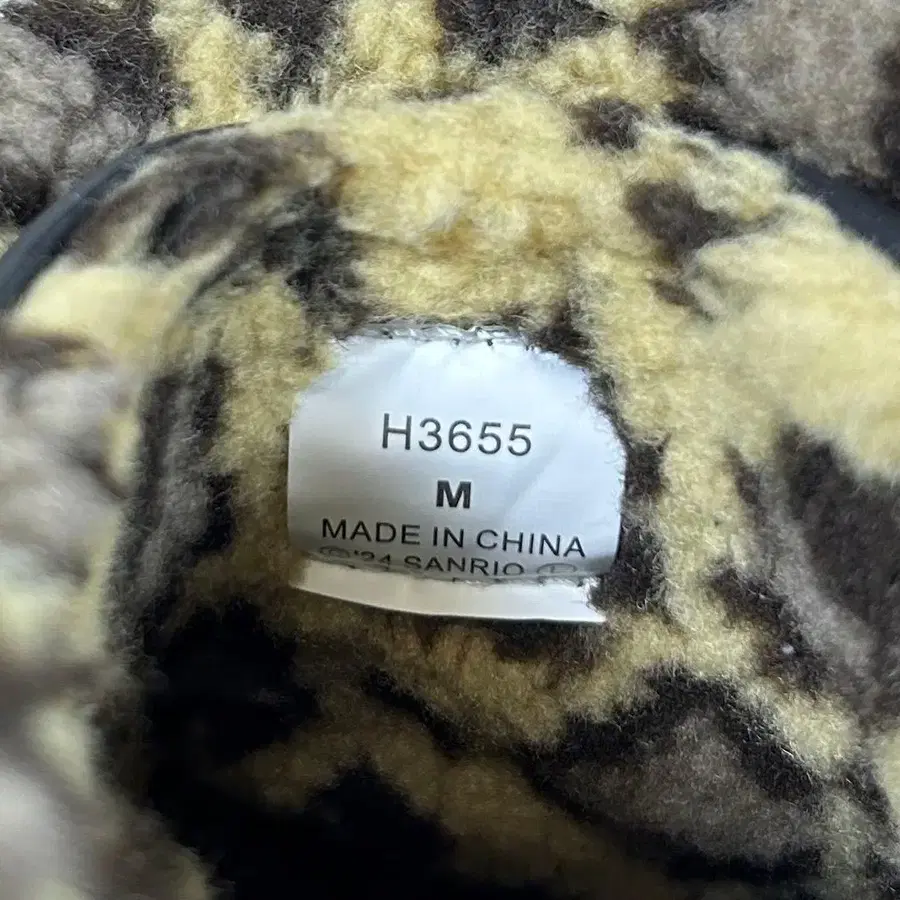 H3655
M
MADE IN CHINA
©'24 SANRIO Ⓛ